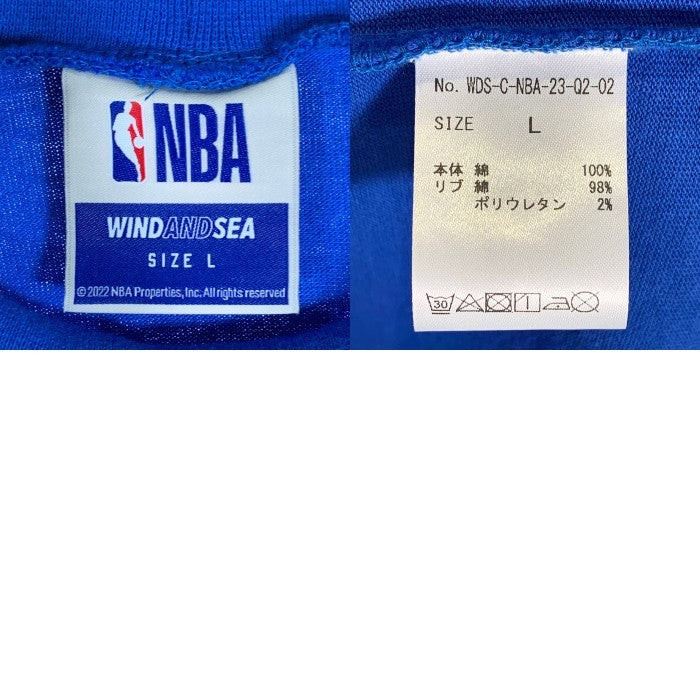 NBA
WINDANDSEA
SIZE L
©2022 NBA Properties, Inc. All rights reserved
No. WDS-C-NBA-23-Q2-02
SIZE L
本体 綿 100%
リブ 綿 98%
ポリウレタン 2%
30